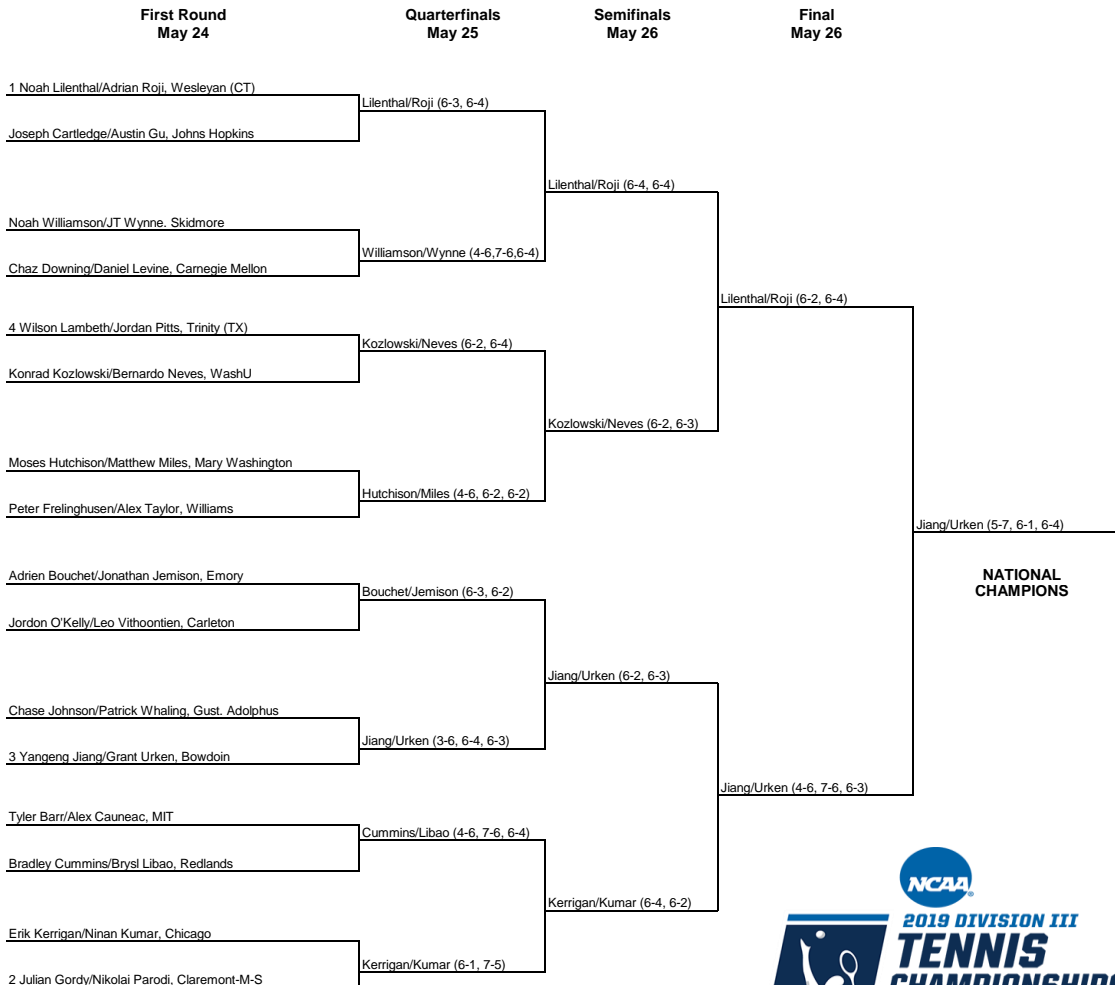 First Round
May 24
Quarterfinals
May 25
Semifinals
May 26
Final
May 26
1 Noah Lilenthal/Adrian Roji, Wesleyan (CT)
Lilenthal/Roji (6-3, 6-4)
Joseph Cartledge/Austin Gu, Johns Hopkins
Lilenthal/Roji (6-4, 6-4)
Noah Williamson/JT Wynne. Skidmore
Williamson/Wynne (4-6,7-6,6-4)
Chaz Downing/Daniel Levine, Carnegie Mellon
Lilenthal/Roji (6-2, 6-4)
4 Wilson Lambeth/Jordan Pitts, Trinity (TX)
Kozlowski/Neves (6-2, 6-4)
Konrad Kozlowski/Bernardo Neves, WashU
Kozlowski/Neves (6-2, 6-3)
Moses Hutchison/Matthew Miles, Mary Washington
Hutchison/Miles (4-6, 6-2, 6-2)
Peter Frelinghusen/Alex Taylor, Williams
Jiang/Urken (5-7, 6-1, 6-4)
NATIONAL
CHAMPIONS
Adrien Bouchet/Jonathan Jemison, Emory
Bouchet/Jemison (6-3, 6-2)
Jordon O'Kelly/Leo Vithoontien, Carleton
Jiang/Urken (6-2, 6-3)
Chase Johnson/Patrick Whaling, Gust. Adolphus
Jiang/Urken (3-6, 6-4, 6-3)
3 Yangeng Jiang/Grant Urken, Bowdoin
Jiang/Urken (4-6, 7-6, 6-3)
Tyler Barr/Alex Cauneac, MIT
Cummins/Libao (4-6, 7-6, 6-4)
Bradley Cummins/Brysl Libao, Redlands
Kerrigan/Kumar (6-4, 6-2)
Erik Kerrigan/Ninan Kumar, Chicago
Kerrigan/Kumar (6-1, 7-5)
2 Julian Gordy/Nikolai Parodi, Claremont-M-S
NCAA
2019 DIVISION III
TENNIS
CHAMPIONSHIPS